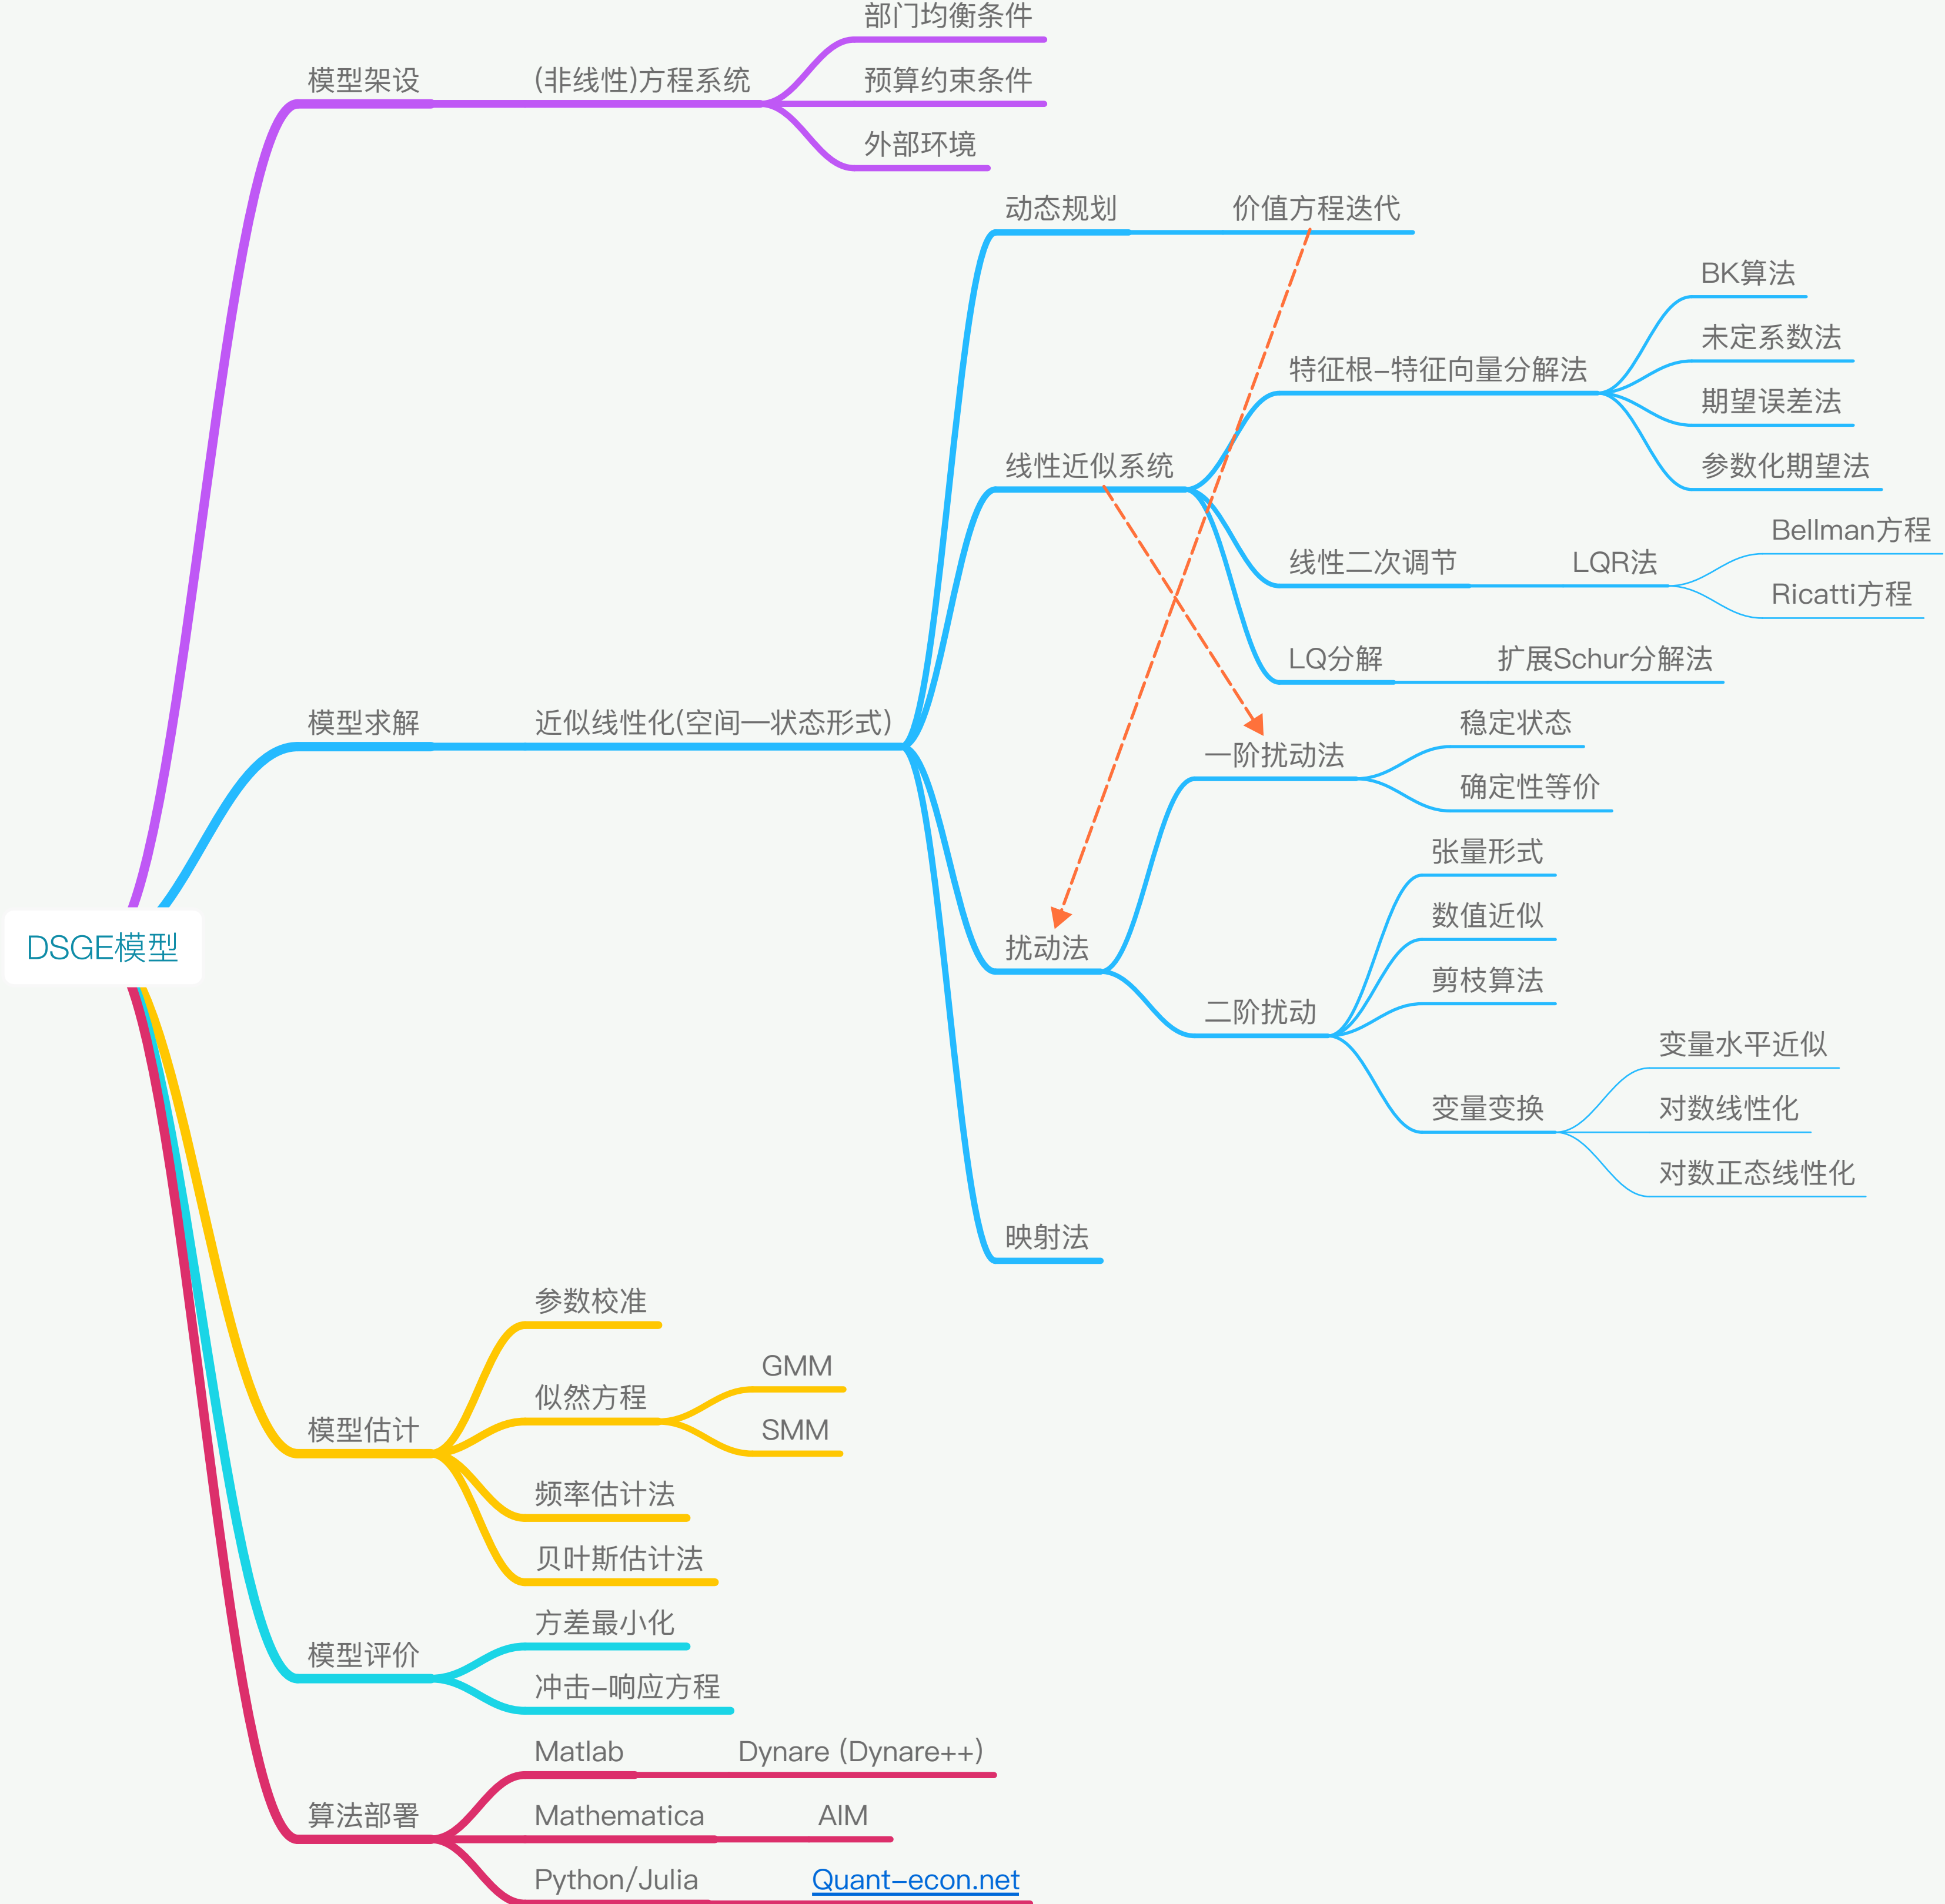 部门均衡条件
模型架设
(非线性)方程系统
预算约束条件
外部环境
动态规划
价值方程迭代
BK算法
未定系数法
特征根–特征向量分解法
期望误差法
线性近似系统
参数化期望法
Bellman方程
线性二次调节
LQR法
Ricatti方程
LQ分解
扩展Schur分解法
模型求解
近似线性化(空间—状态形式)
稳定状态
一阶扰动法
确定性等价
张量形式
数值近似
DSGE模型
扰动法
剪枝算法
二阶扰动
变量水平近似
变量变换
对数线性化
对数正态线性化
映射法
参数校准
GMM
似然方程
SMM
模型估计
频率估计法
贝叶斯估计法
方差最小化
模型评价
冲击–响应方程
Matlab
Dynare (Dynare++)
算法部署
Mathematica
AIM
Python/Julia
Quant–econ.net